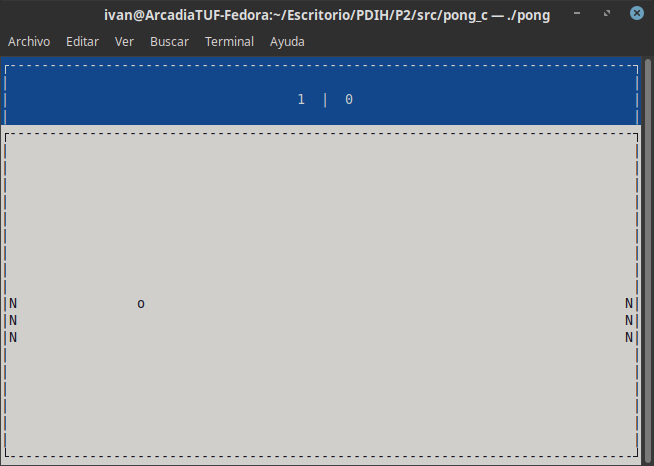 ivan@ArcadiaTUF-Fedora:~/Escritorio/PDIH/P2/src/pong_c — ./pong
Archivo Editar Ver Buscar Terminal Ayuda
1 | 0
N o N
N N
N N